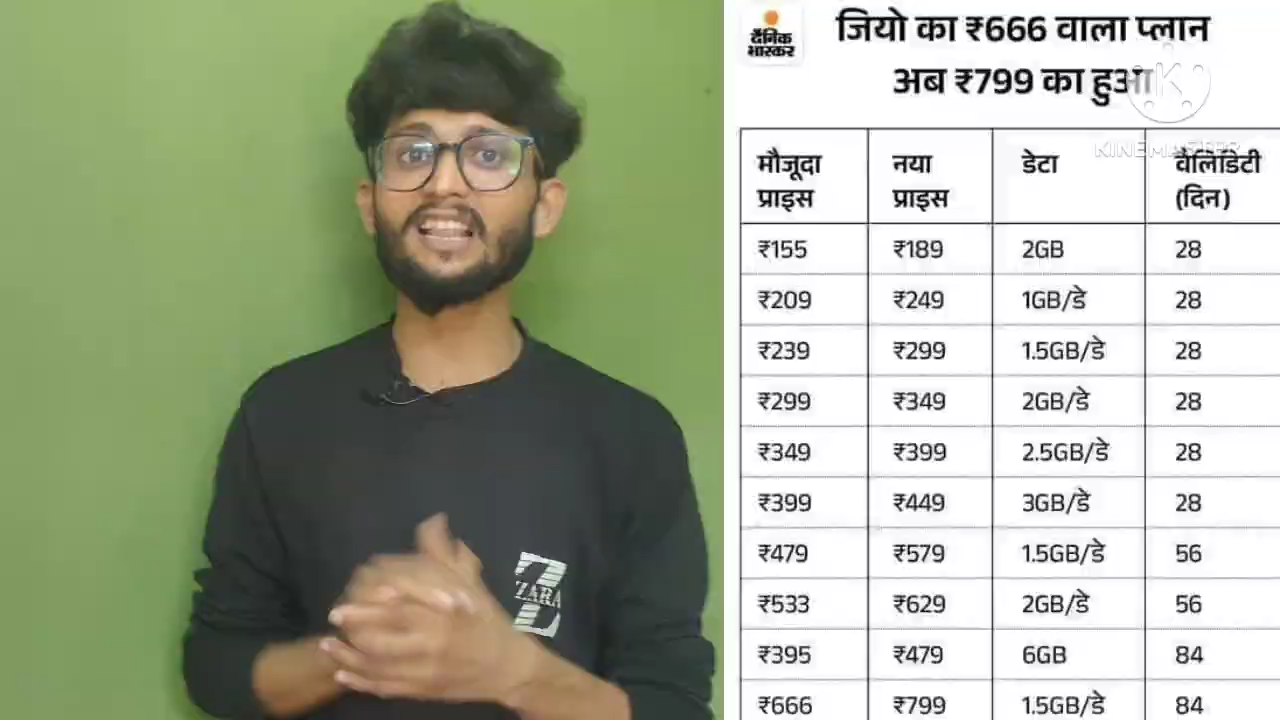 दैनिक
भास्कर
जियो का ₹666 वाला प्लान
अब ₹799 का हुआ
KINEMASTER
मौजूदा प्राइस नया प्राइस डेटा वैलिडिटी (दिन)
₹155 ₹189 2GB 28
₹209 ₹249 1GB/डे 28
₹239 ₹299 1.5GB/डे 28
₹299 ₹349 2GB/डे 28
₹349 ₹399 2.5GB/डे 28
₹399 ₹449 3GB/डे 28
₹479 ₹579 1.5GB/डे 56
₹533 ₹629 2GB/डे 56
₹395 ₹479 6GB 84
₹666 ₹799 1.5GB/डे 84
ZARA